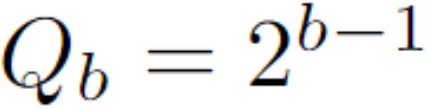 Q_b = 2^{b-1}